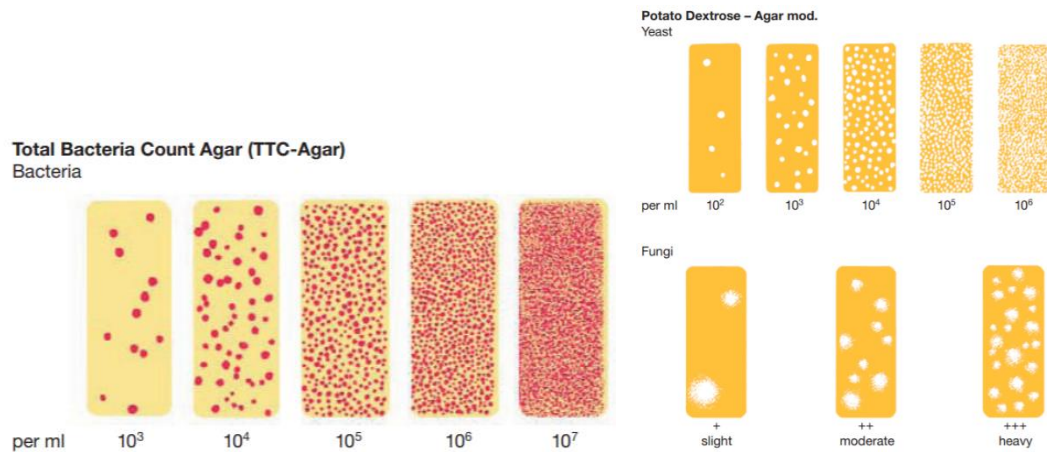 Total Bacteria Count Agar (TTC-Agar)
Bacteria
per ml 10³ 10⁴ 10⁵ 10⁶ 10⁷
Potato Dextrose – Agar mod.
Yeast
per ml 10² 10³ 10⁴ 10⁵ 10⁶
Fungi
+ ++ +++
slight moderate heavy